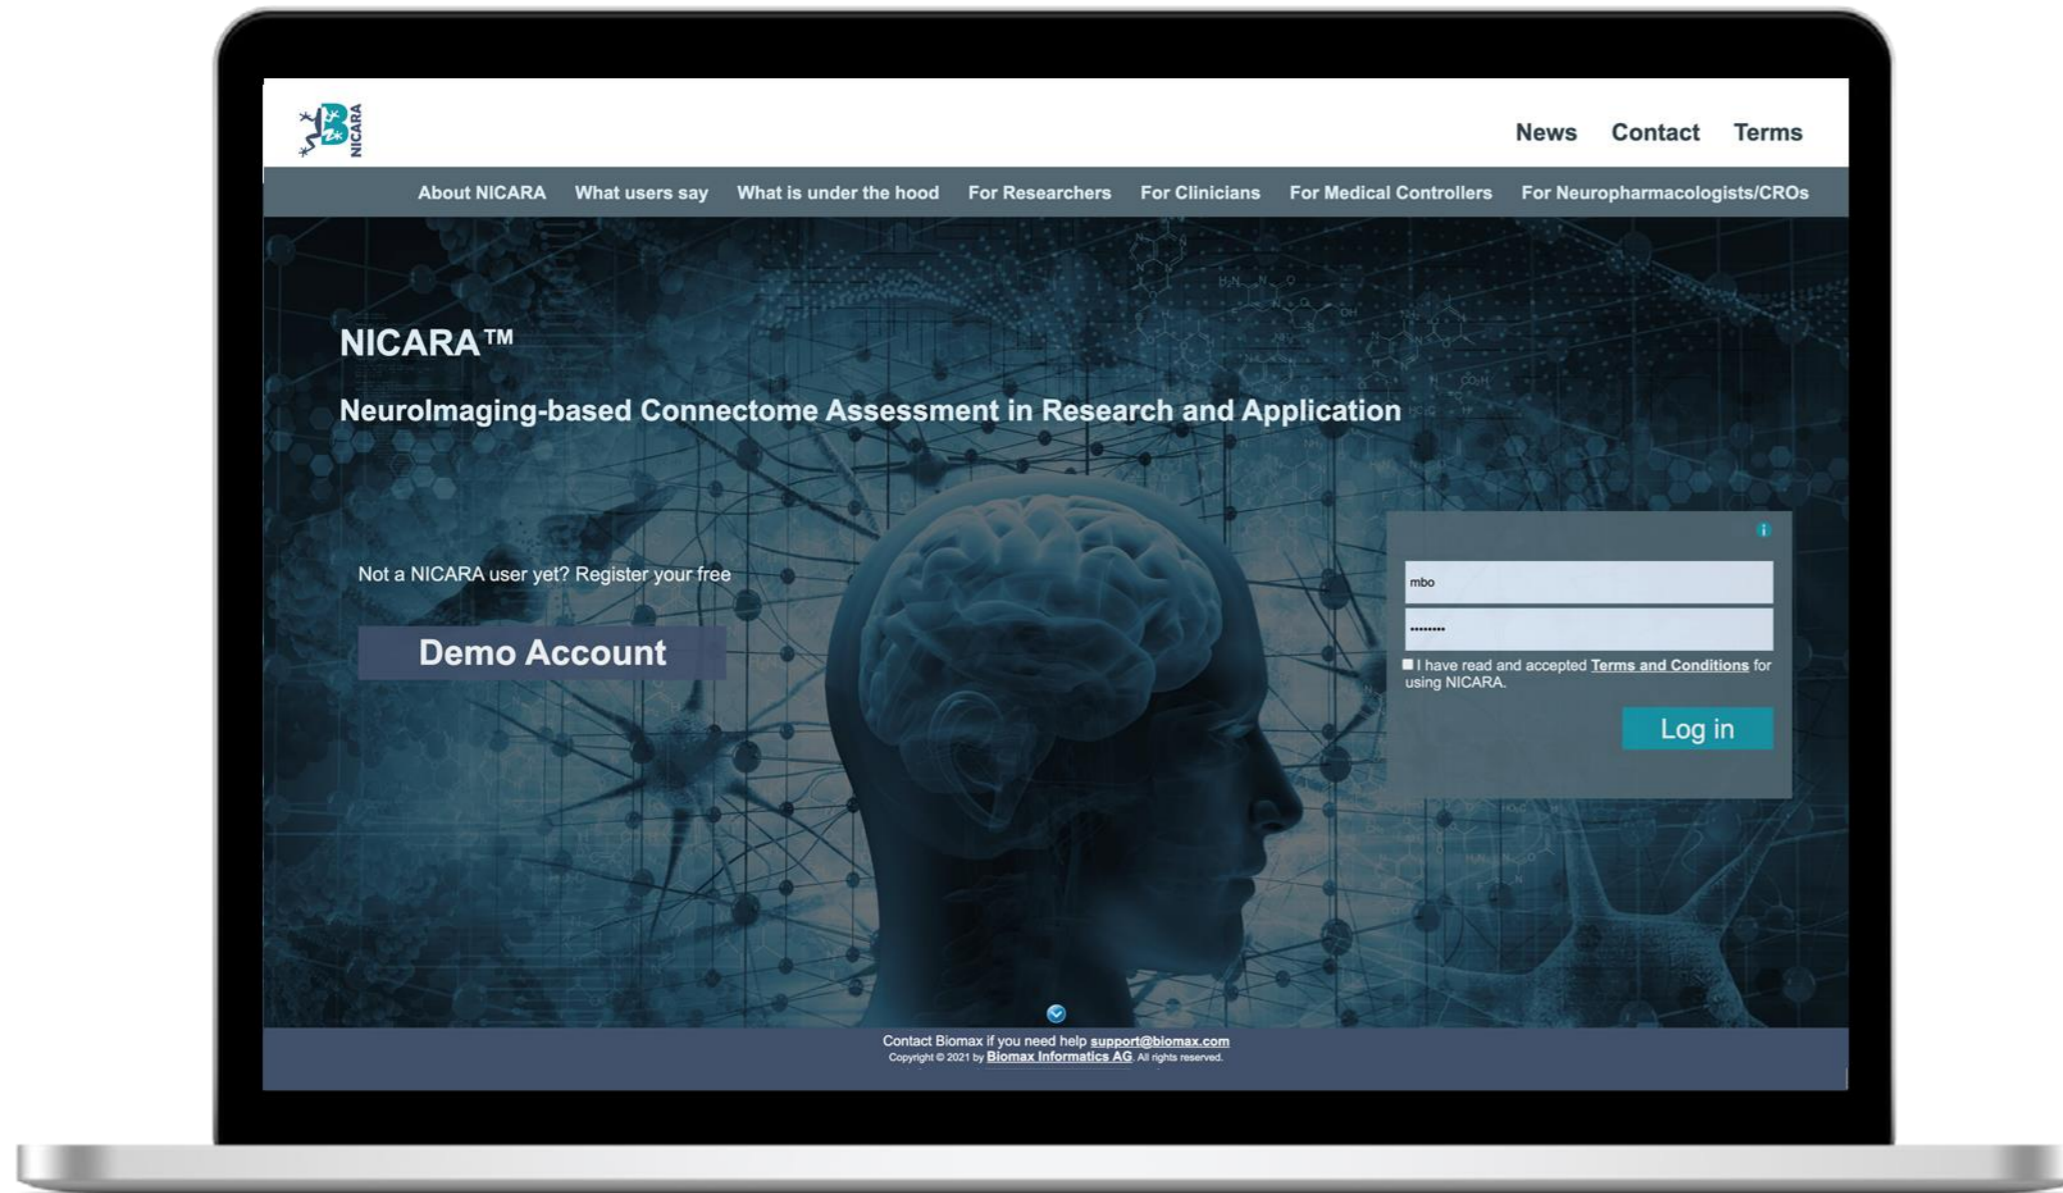 NICARA
News Contact Terms
About NICARA What users say What is under the hood For Researchers For Clinicians For Medical Controllers For Neuropharmacologists/CROs
NICARA™
NeuroImaging-based Connectome Assessment in Research and Application
Not a NICARA user yet? Register your free
Demo Account
mbo
••••••••
I have read and accepted Terms and Conditions for
using NICARA.
Log in
Contact Biomax if you need help support@biomax.com
Copyright © 2021 by Biomax Informatics AG. All rights reserved.